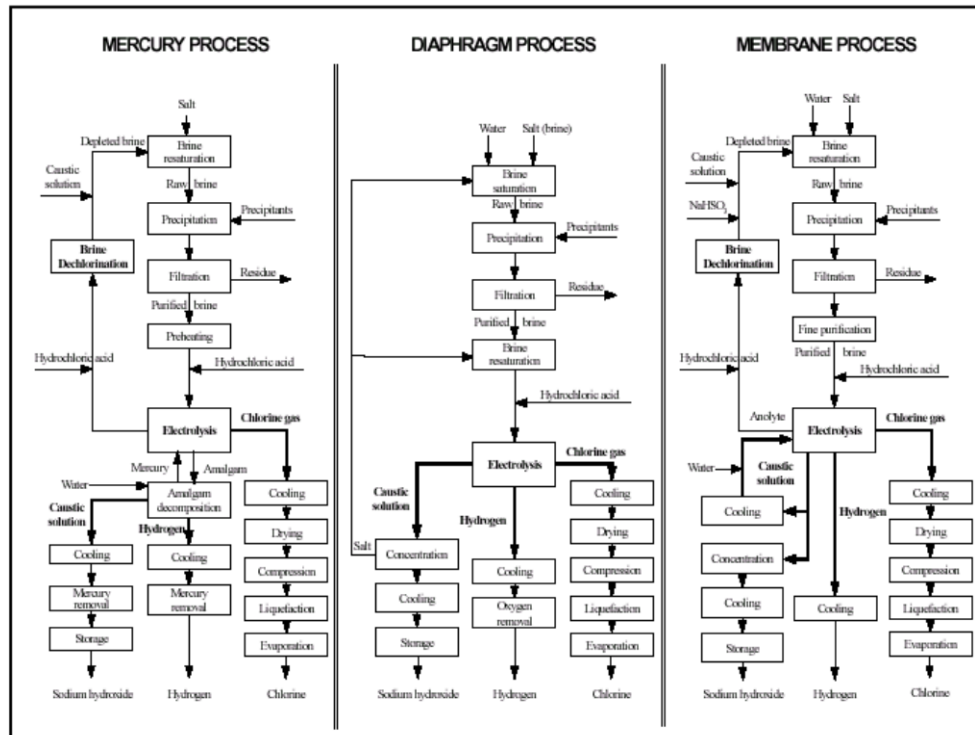 MERCURY PROCESS
Salt
Depleted brine
Brine
resaturation
Caustic
solution
Raw brine
Precipitation
Precipitants
Brine
Dechlorination
Filtration
Residue
Purified brine
Preheating
Hydrochloric acid
Hydrochloric acid
Chlorine gas
Electrolysis
Mercury
Amalgam
Water
Amalgam
decomposition
Caustic
solution
Hydrogen
Cooling
Cooling
Cooling
Drying
Mercury
removal
Mercury
removal
Compression
Storage
Liquefaction
Evaporation
Sodium hydroxide
Hydrogen
Chlorine
DIAPHRAGM PROCESS
Water
Salt (brine)
Brine
saturation
Raw brine
Precipitants
Precipitation
Filtration
Residue
Purified brine
Brine
resaturation
Hydrochloric acid
Chlorine gas
Electrolysis
Caustic
solution
Hydrogen
Cooling
Drying
Salt
Concentration
Cooling
Compression
Cooling
Oxygen
removal
Liquefaction
Storage
Evaporation
Sodium hydroxide
Hydrogen
Chlorine
MEMBRANE PROCESS
Water
Salt
Depleted brine
Brine
resaturation
Caustic
solution
Raw brine
NaHSO3
Precipitation
Precipitants
Brine
Dechlorination
Filtration
Residue
Fine purification
Purified brine
Hydrochloric acid
Hydrochloric acid
Anolyte
Chlorine gas
Electrolysis
Water
Caustic
solution
Cooling
Cooling
Hydrogen
Drying
Concentration
Compression
Cooling
Cooling
Liquefaction
Storage
Evaporation
Sodium hydroxide
Hydrogen
Chlorine